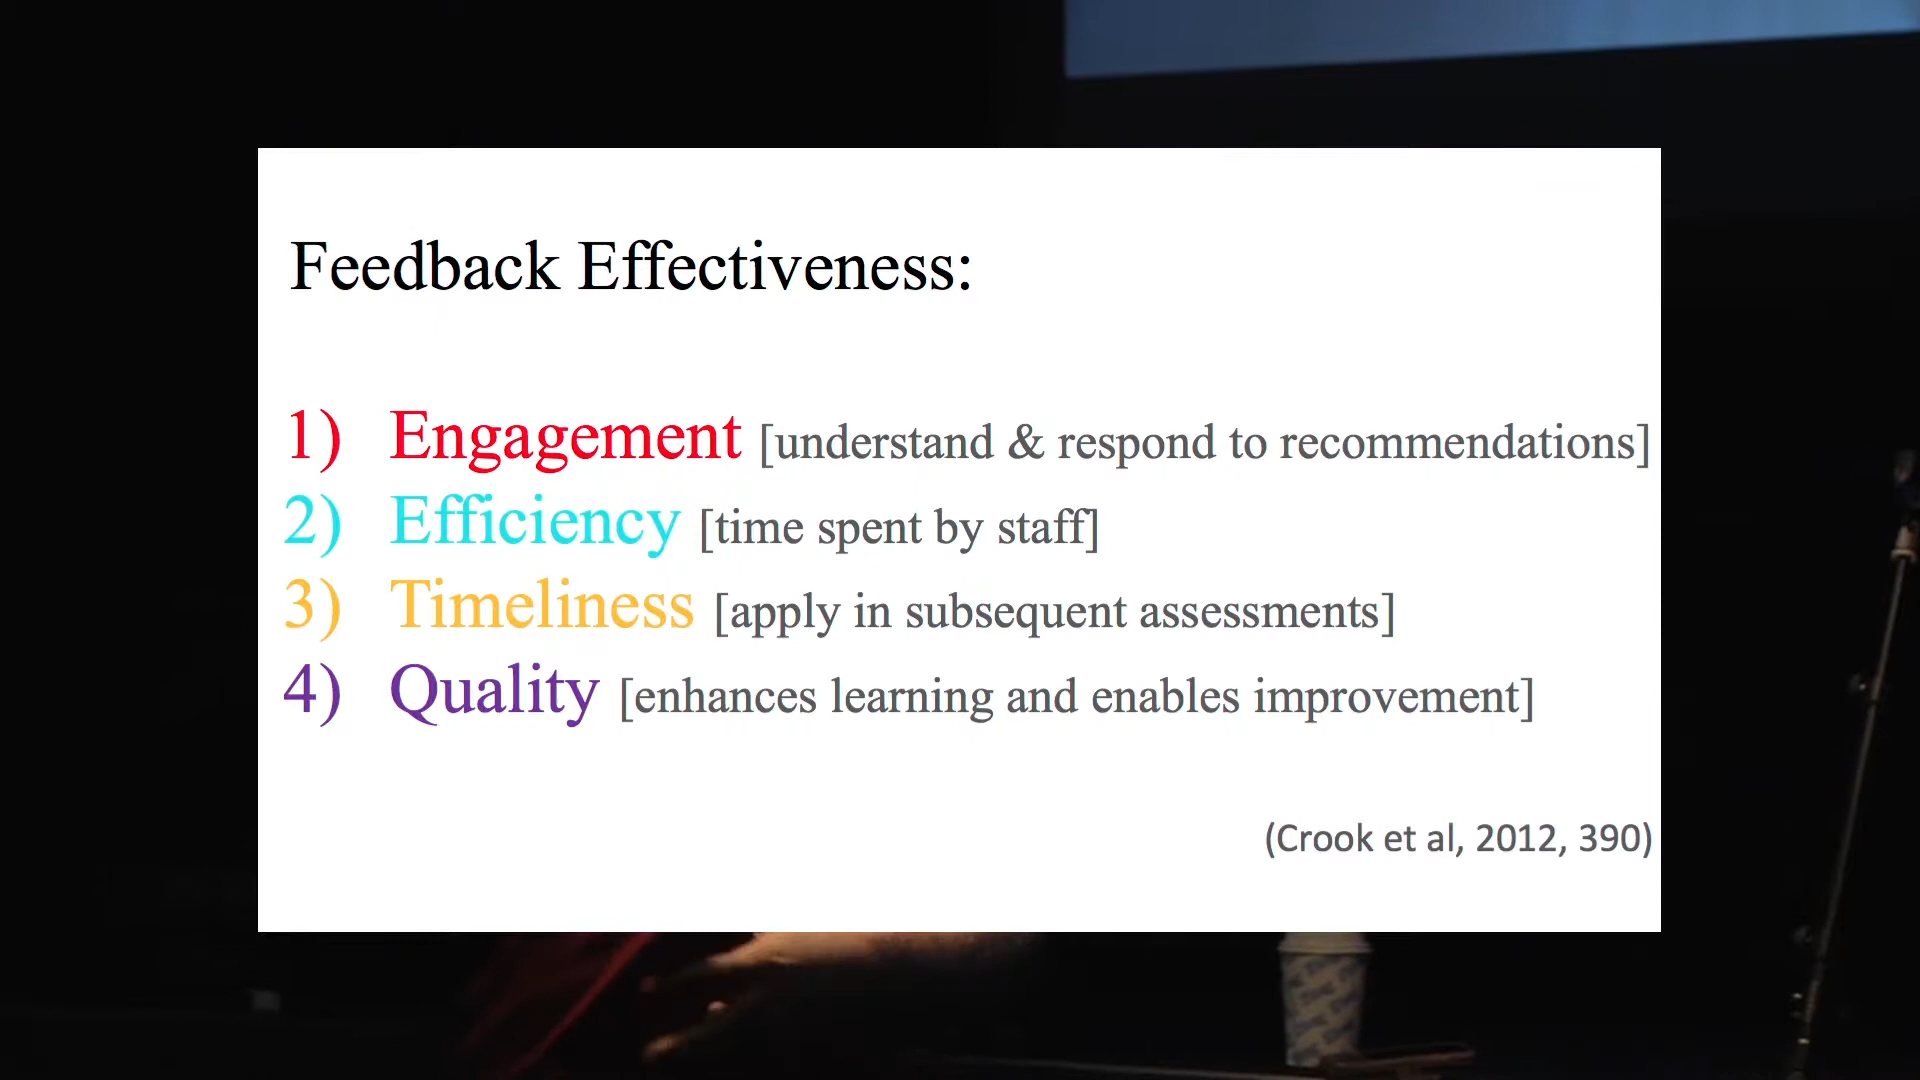 Feedback Effectiveness:
1) Engagement [understand & respond to recommendations]
2) Efficiency [time spent by staff]
3) Timeliness [apply in subsequent assessments]
4) Quality [enhances learning and enables improvement]
(Crook et al, 2012, 390)